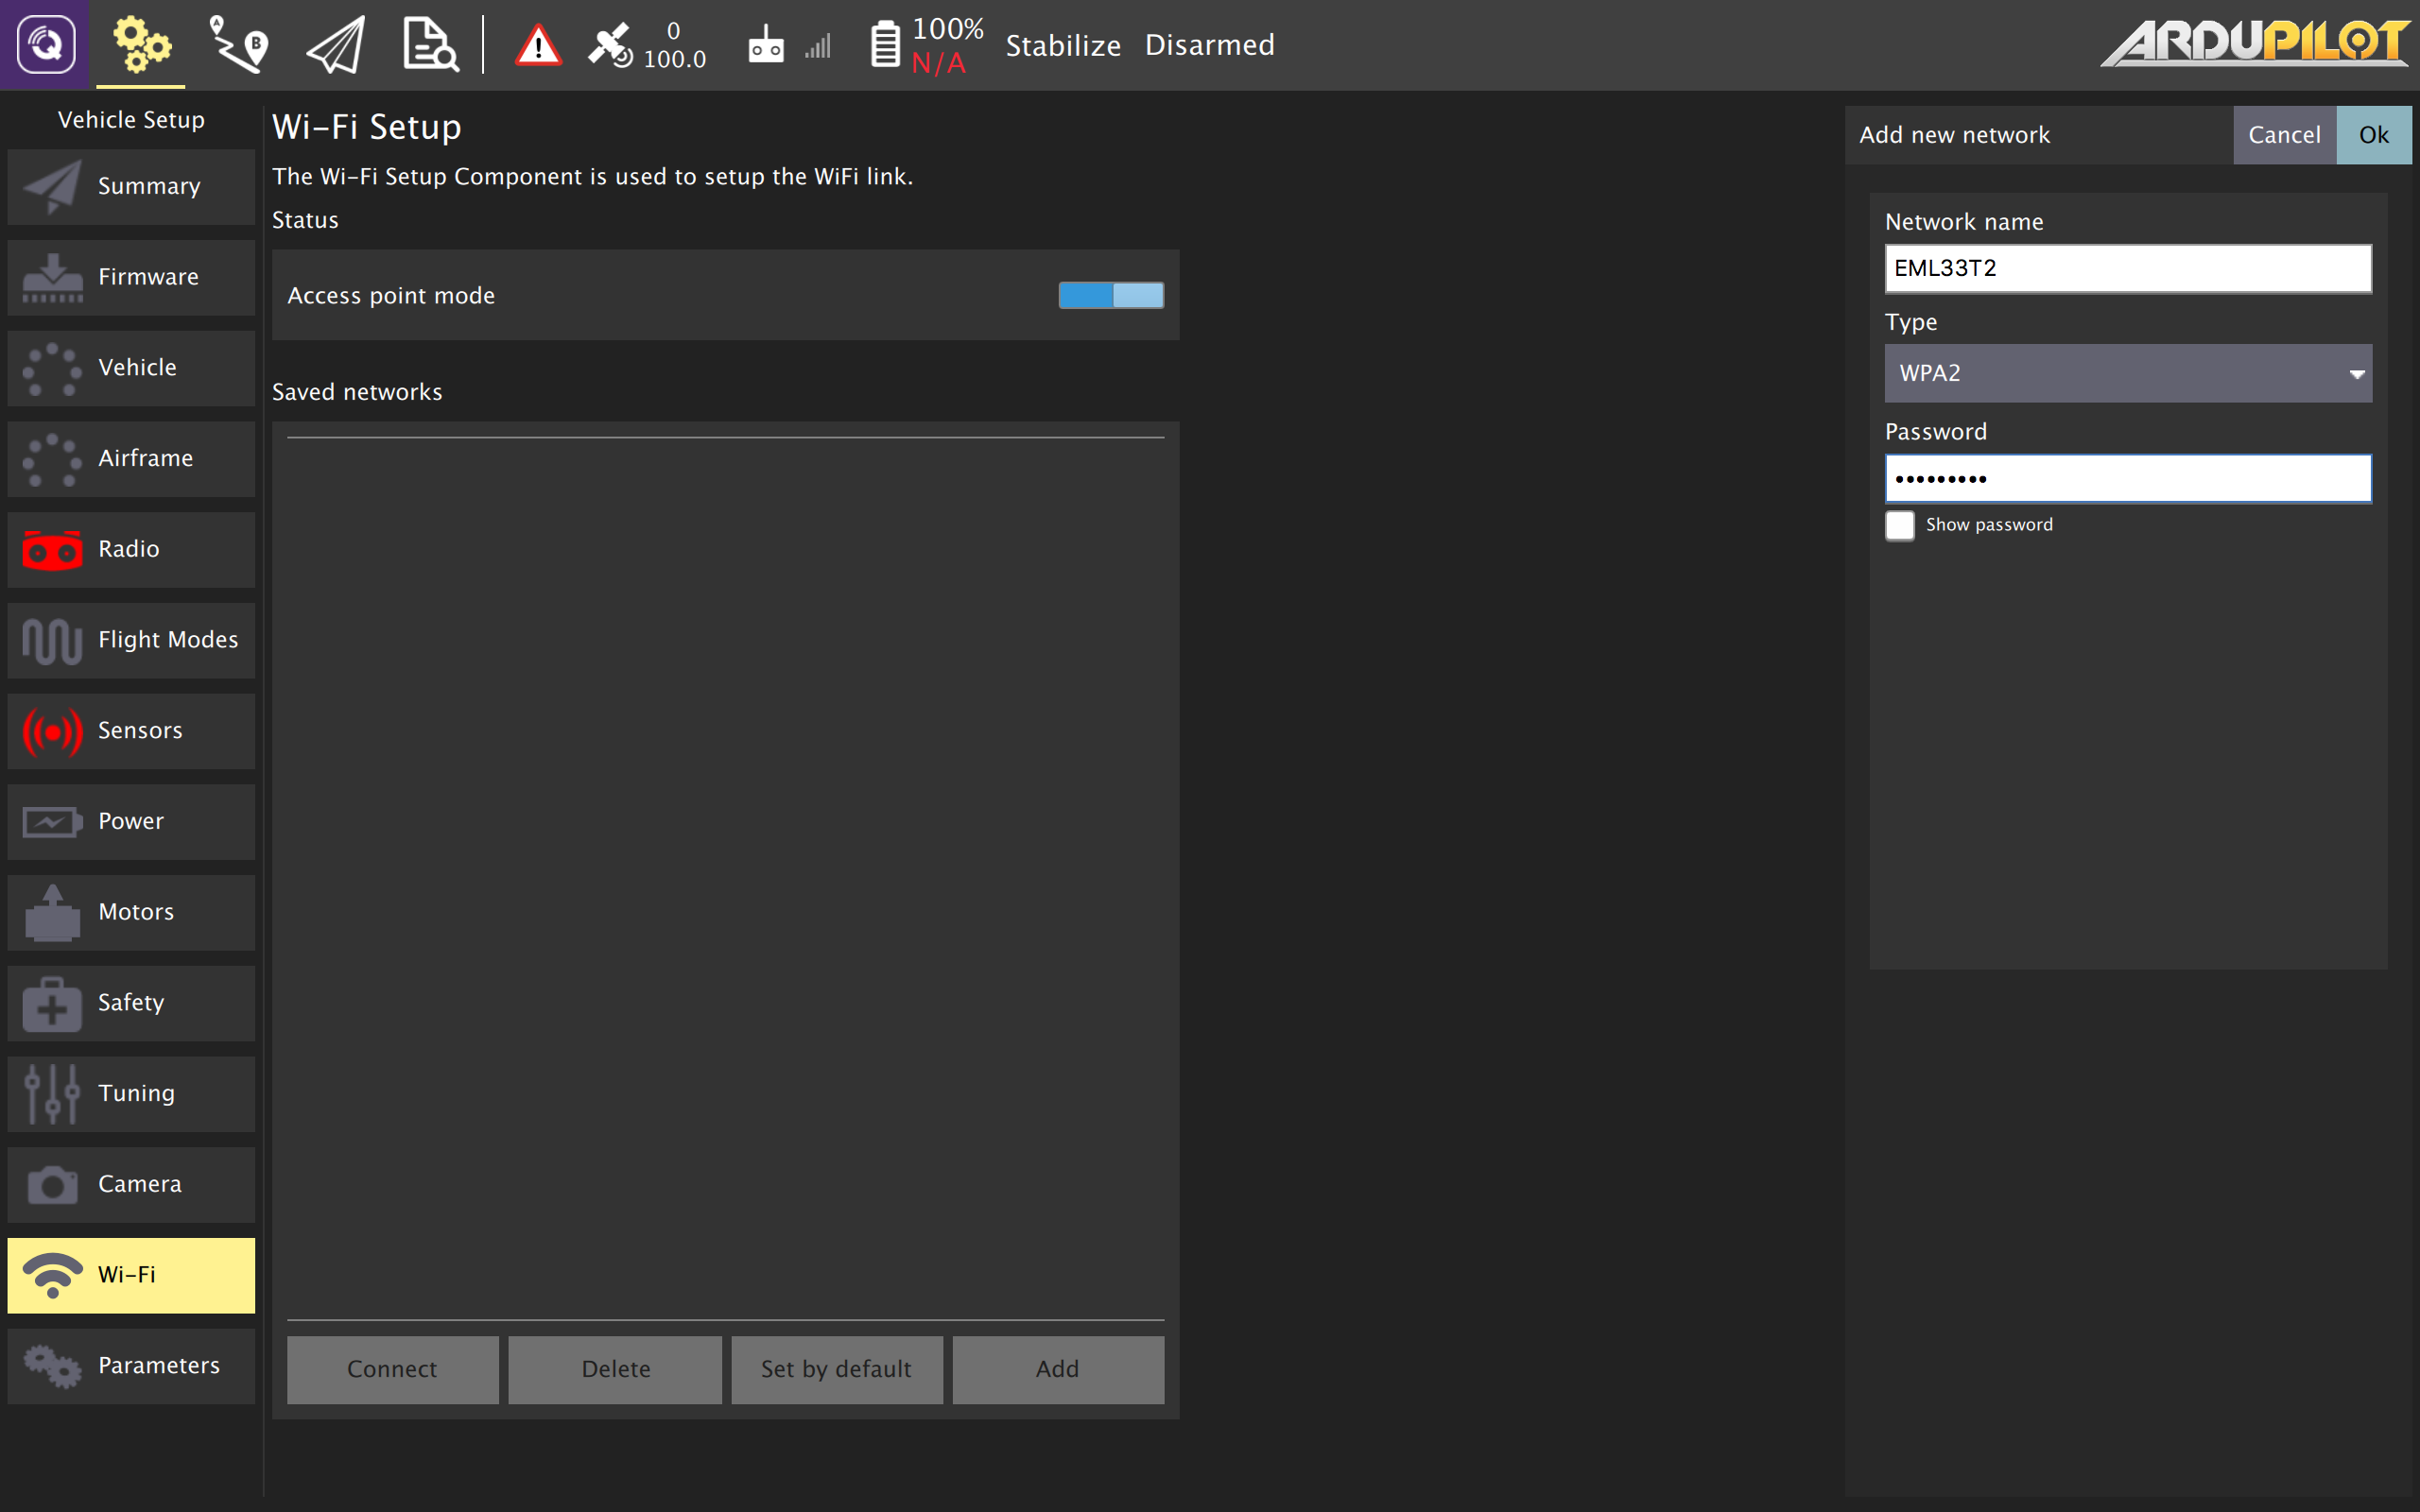 0
100.0
100%
N/A
Stabilize
Disarmed
ARDUPILOT
Vehicle Setup
Summary
Firmware
Vehicle
Airframe
Radio
Flight Modes
Sensors
Power
Motors
Safety
Tuning
Camera
Wi-Fi
Parameters
Wi-Fi Setup
The Wi-Fi Setup Component is used to setup the WiFi link.
Status
Access point mode
Saved networks
Connect
Delete
Set by default
Add
Add new network
Cancel
Ok
Network name
EML33T2
Type
WPA2
Password
•••••••••
Show password